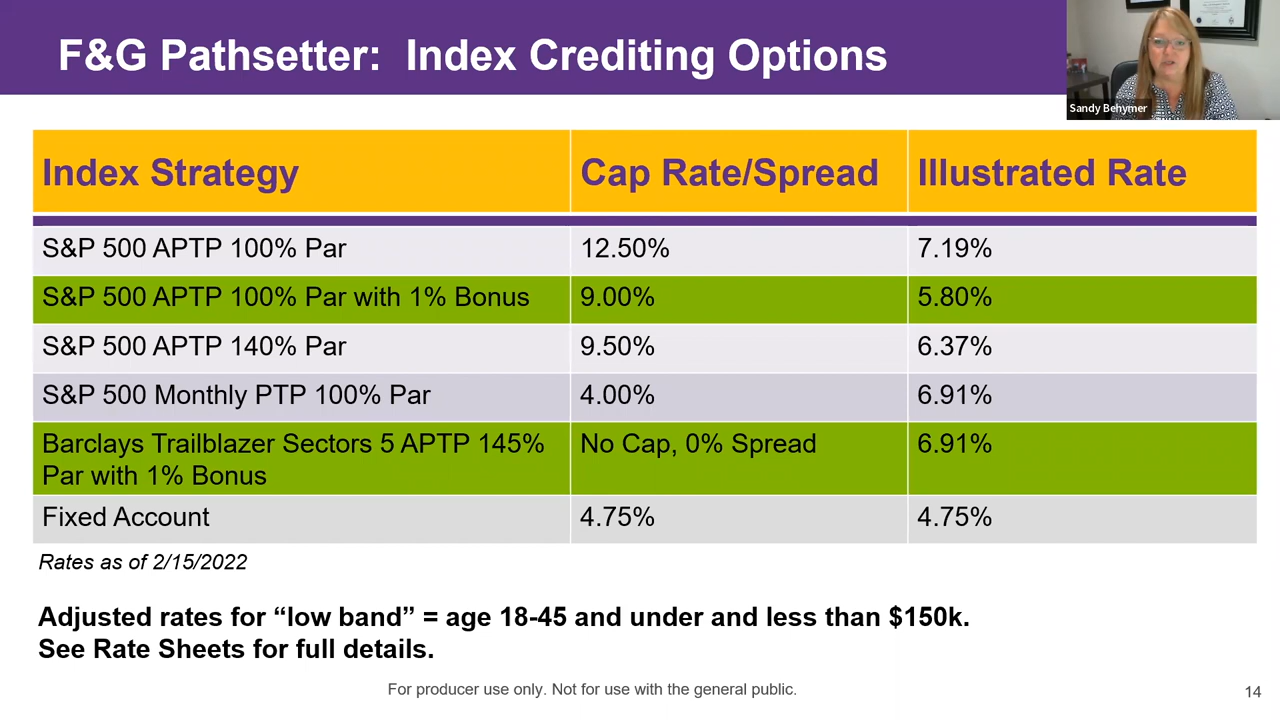 F&G Pathsetter: Index Crediting Options
Sandy Behymer
Index Strategy Cap Rate/Spread Illustrated Rate
S&P 500 APTP 100% Par 12.50% 7.19%
S&P 500 APTP 100% Par with 1% Bonus 9.00% 5.80%
S&P 500 APTP 140% Par 9.50% 6.37%
S&P 500 Monthly PTP 100% Par 4.00% 6.91%
Barclays Trailblazer Sectors 5 APTP 145% No Cap, 0% Spread 6.91%
Par with 1% Bonus
Fixed Account 4.75% 4.75%
Rates as of 2/15/2022
Adjusted rates for “low band” = age 18-45 and under and less than $150k.
See Rate Sheets for full details.
For producer use only. Not for use with the general public.
14